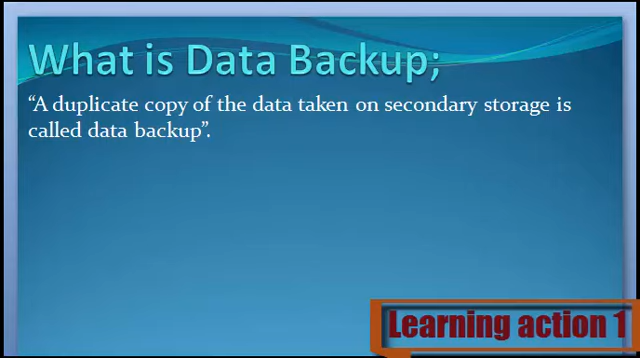 What is Data Backup;
“A duplicate copy of the data taken on secondary storage is
called data backup”.
Learning action 1